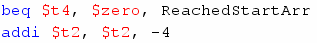 beq $t4, $zero, ReachedStartArr
addi $t2, $t2, -4